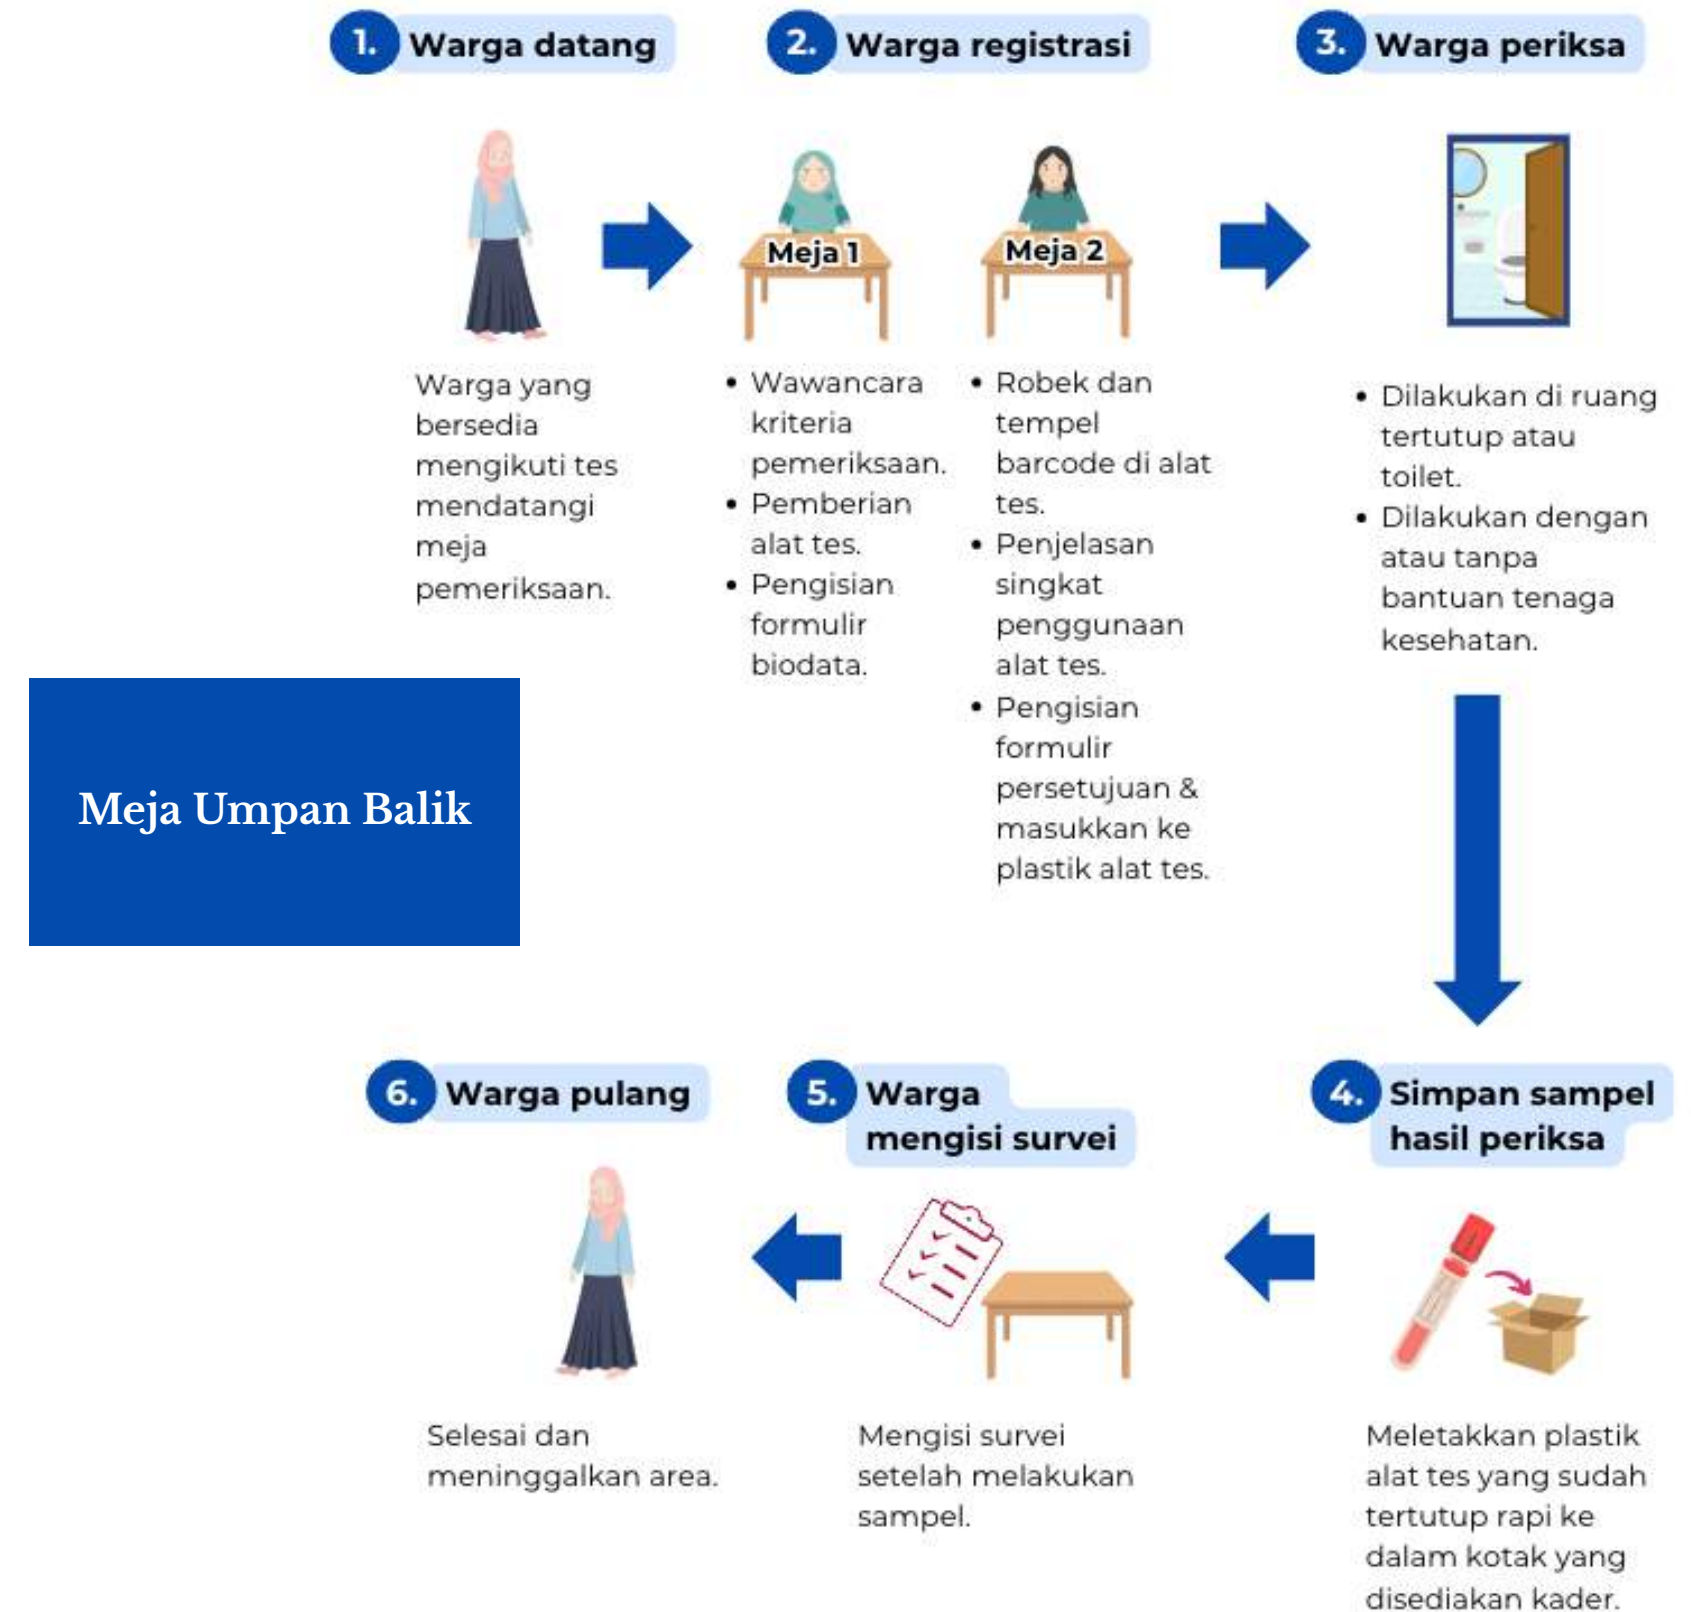 1. Warga datang
Warga yang
bersedia
mengikuti tes
mendatangi
meja
pemeriksaan.
2. Warga registrasi
Meja 1
• Wawancara
kriteria
pemeriksaan.
• Pemberian
alat tes.
• Pengisian
formulir
biodata.
Meja 2
• Robek dan
tempel
barcode di alat
tes.
• Penjelasan
singkat
penggunaan
alat tes.
• Pengisian
formulir
persetujuan &
masukkan ke
plastik alat tes.
3. Warga periksa
• Dilakukan di ruang
tertutup atau
toilet.
• Dilakukan dengan
atau tanpa
bantuan tenaga
kesehatan.
Meja Umpan Balik
4. Simpan sampel
hasil periksa
Meletakkan plastik
alat tes yang sudah
tertutup rapi ke
dalam kotak yang
disediakan kader.
5. Warga
mengisi survei
Mengisi survei
setelah melakukan
sampel.
6. Warga pulang
Selesai dan
meninggalkan area.